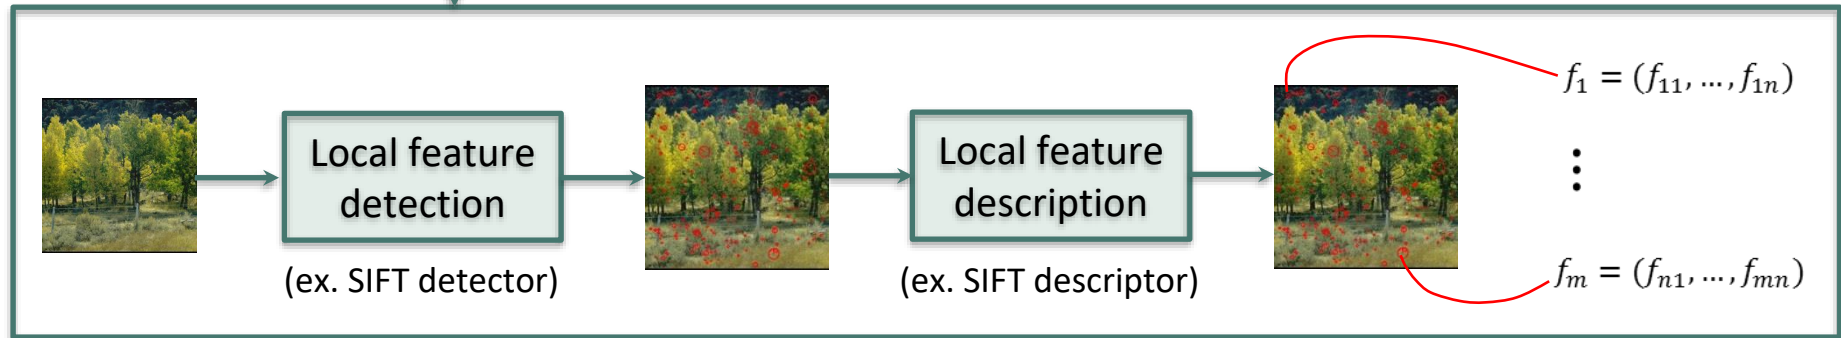 Local feature
detection
(ex. SIFT detector)
Local feature
description
(ex. SIFT descriptor)
f₁ = (f₁₁, ..., f₁ₙ)
⋮
fₘ = (fₙ₁, ..., fₘₙ)